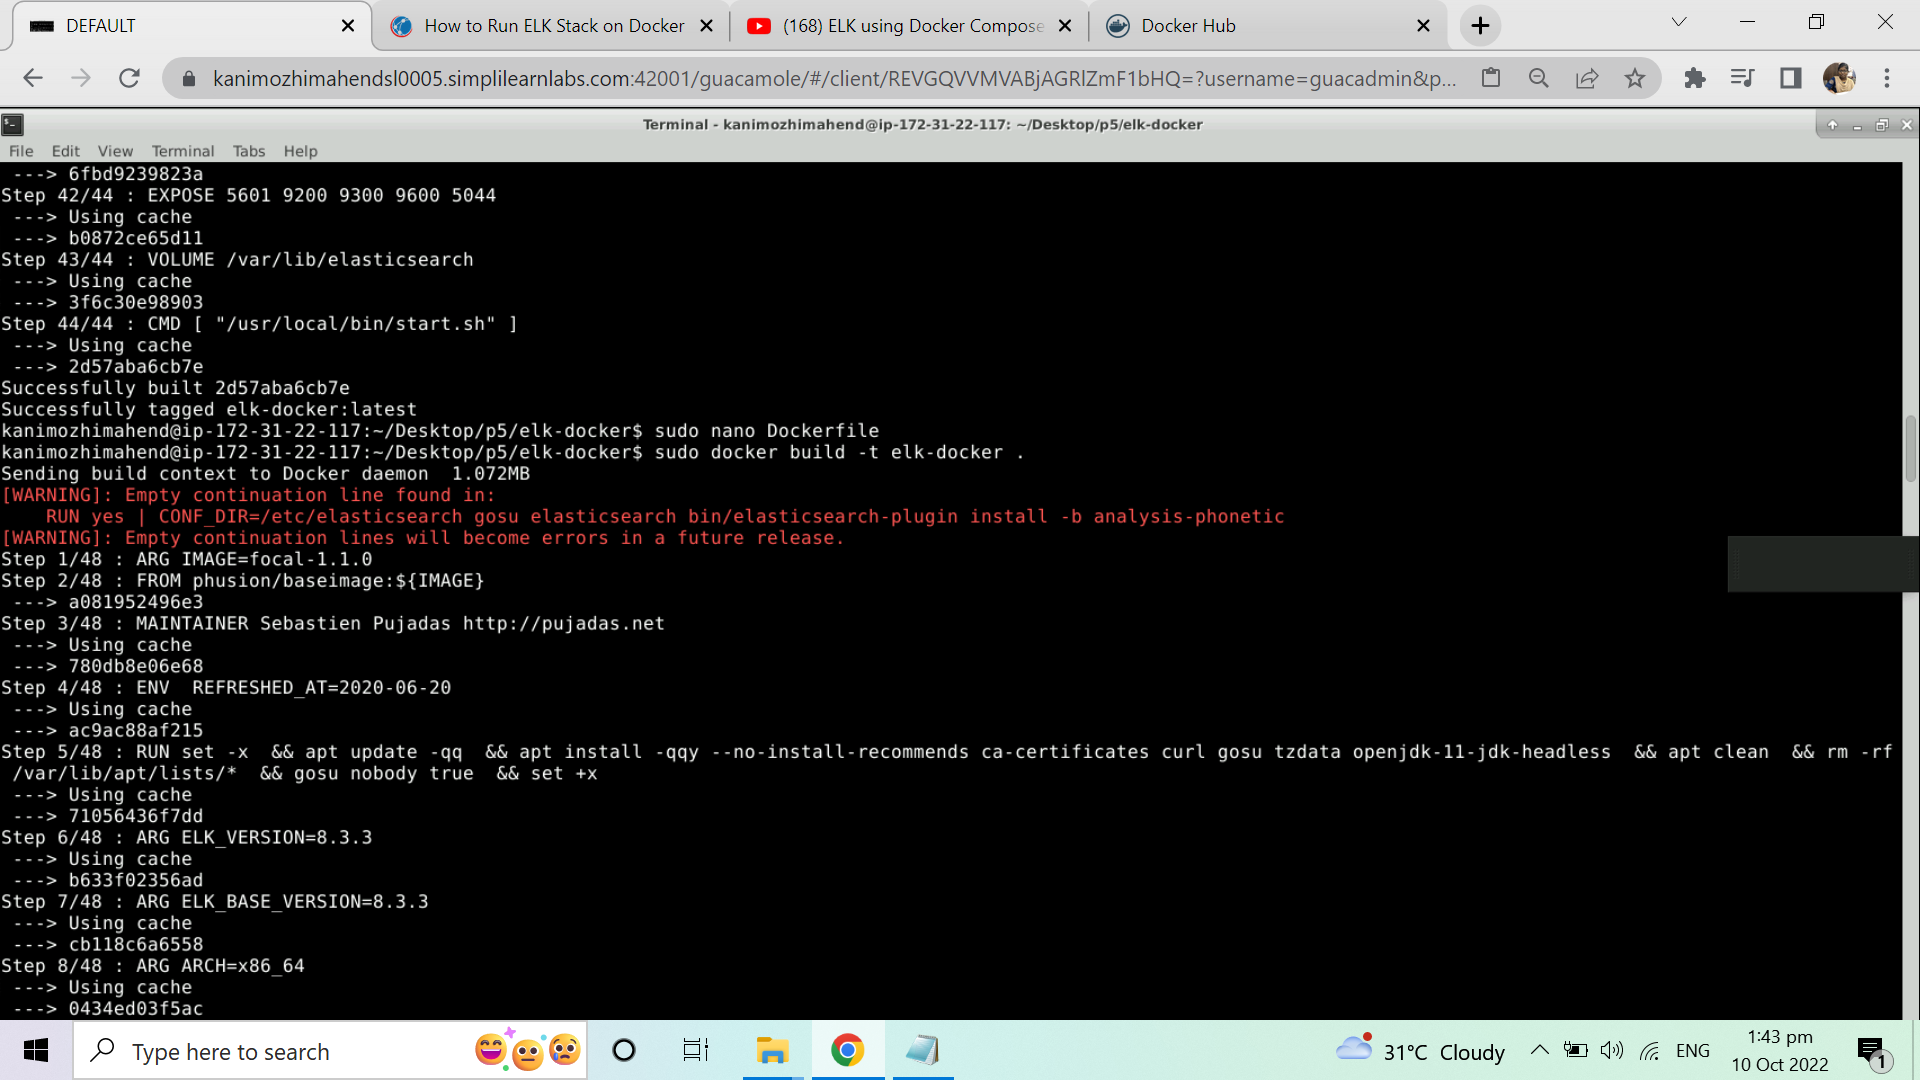 DEFAULT
How to Run ELK Stack on Docker
(168) ELK using Docker Compose
Docker Hub
kanimozhimahendsl0005.simplilearnlabs.com:42001/guacamole/#/client/REVGQVVMVABjAGRlZmF1bHQ=?username=guacadmin&p...
Terminal - kanimozhimahend@ip-172-31-22-117: ~/Desktop/p5/elk-docker
File Edit View Terminal Tabs Help
---> 6fbd9239823a
Step 42/44 : EXPOSE 5601 9200 9300 9600 5044
---> Using cache
---> b0872ce65d11
Step 43/44 : VOLUME /var/lib/elasticsearch
---> Using cache
---> 3f6c30e98903
Step 44/44 : CMD [ "/usr/local/bin/start.sh" ]
---> Using cache
---> 2d57aba6cb7e
Successfully built 2d57aba6cb7e
Successfully tagged elk-docker:latest
kanimozhimahend@ip-172-31-22-117:~/Desktop/p5/elk-docker$ sudo nano Dockerfile
kanimozhimahend@ip-172-31-22-117:~/Desktop/p5/elk-docker$ sudo docker build -t elk-docker .
Sending build context to Docker daemon  1.072MB
[WARNING]: Empty continuation line found in:
RUN yes | CONF_DIR=/etc/elasticsearch gosu elasticsearch bin/elasticsearch-plugin install -b analysis-phonetic
[WARNING]: Empty continuation lines will become errors in a future release.
Step 1/48 : ARG IMAGE=focal-1.1.0
Step 2/48 : FROM phusion/baseimage:${IMAGE}
---> a081952496e3
Step 3/48 : MAINTAINER Sebastien Pujadas http://pujadas.net
---> Using cache
---> 780db8e06e68
Step 4/48 : ENV  REFRESHED_AT=2020-06-20
---> Using cache
---> ac9ac88af215
Step 5/48 : RUN set -x  && apt update -qq  && apt install -qqy --no-install-recommends ca-certificates curl gosu tzdata openjdk-11-jdk-headless  && apt clean  && rm -rf
/var/lib/apt/lists/*  && gosu nobody true  && set +x
---> Using cache
---> 71056436f7dd
Step 6/48 : ARG ELK_VERSION=8.3.3
---> Using cache
---> b633f02356ad
Step 7/48 : ARG ELK_BASE_VERSION=8.3.3
---> Using cache
---> cb118c6a6558
Step 8/48 : ARG ARCH=x86_64
---> Using cache
---> 0434ed03f5ac
Type here to search
31°C Cloudy
ENG
1:43 pm
10 Oct 2022
1